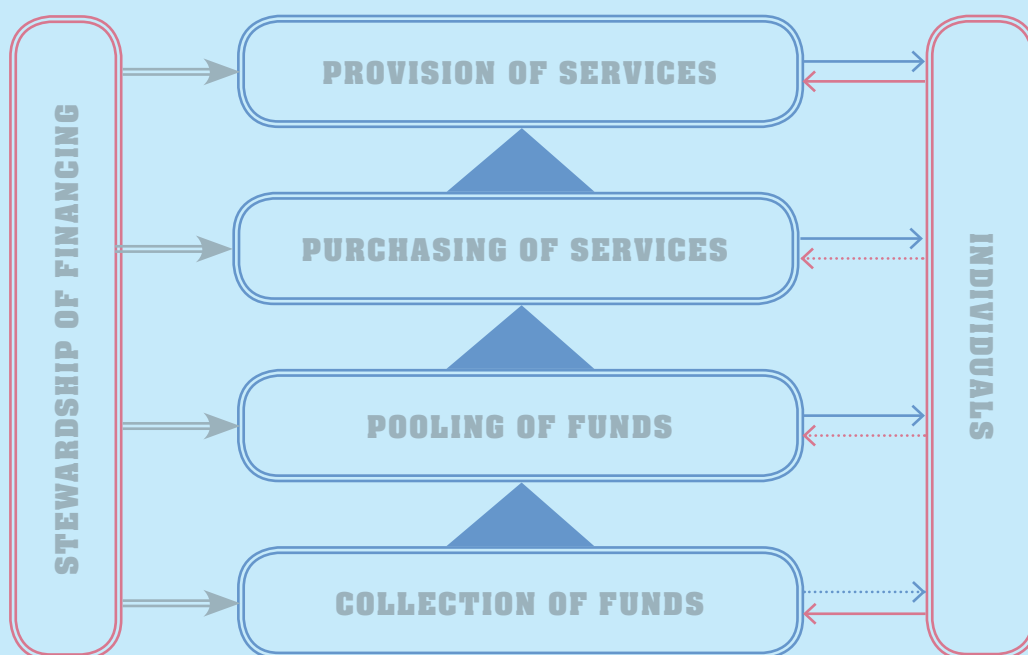 STEWARDSHIP OF FINANCING
PROVISION OF SERVICES
PURCHASING OF SERVICES
POOLING OF FUNDS
COLLECTION OF FUNDS
INDIVIDUALS